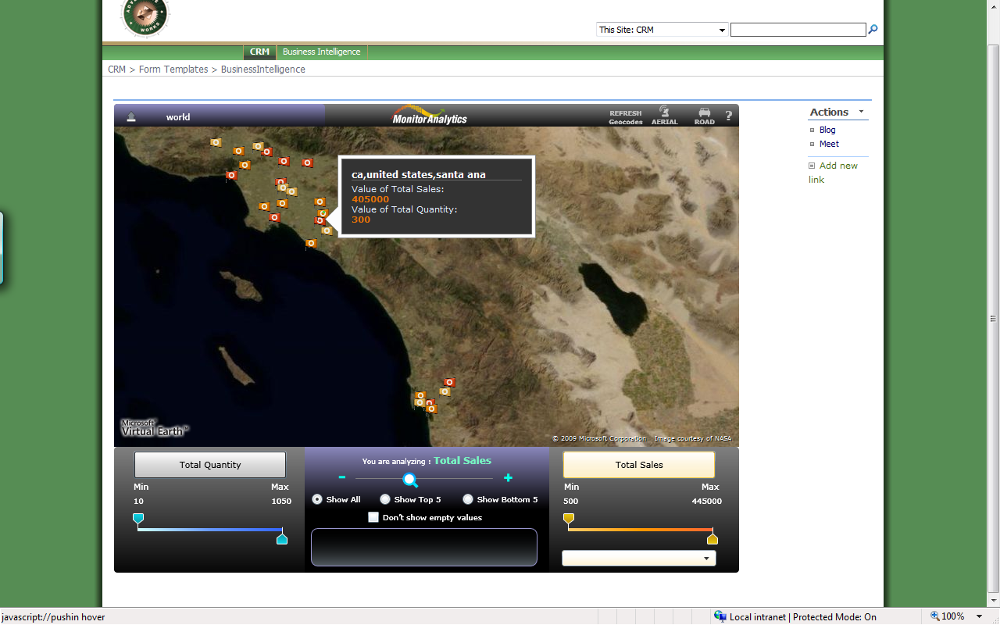 WORKS
This Site: CRM
CRM Business Intelligence
CRM > Form Templates > BusinessIntelligence
world
MonitorAnalytics
REFRESH
Geocodes
AERIAL
ROAD
?
Actions
Blog
Meet
Add new
link
ca,united states,santa ana
Value of Total Sales:
405000
Value of Total Quantity:
300
Microsoft®
Virtual Earth™
© 2009 Microsoft Corporation Image courtesy of NASA
Total Quantity
Min Max
10 1050
You are analyzing : Total Sales
- +
Show All Show Top 5 Show Bottom 5
Don't show empty values
Total Sales
Min Max
500 445000
javascript://pushin hover
Local intranet | Protected Mode: On
100%